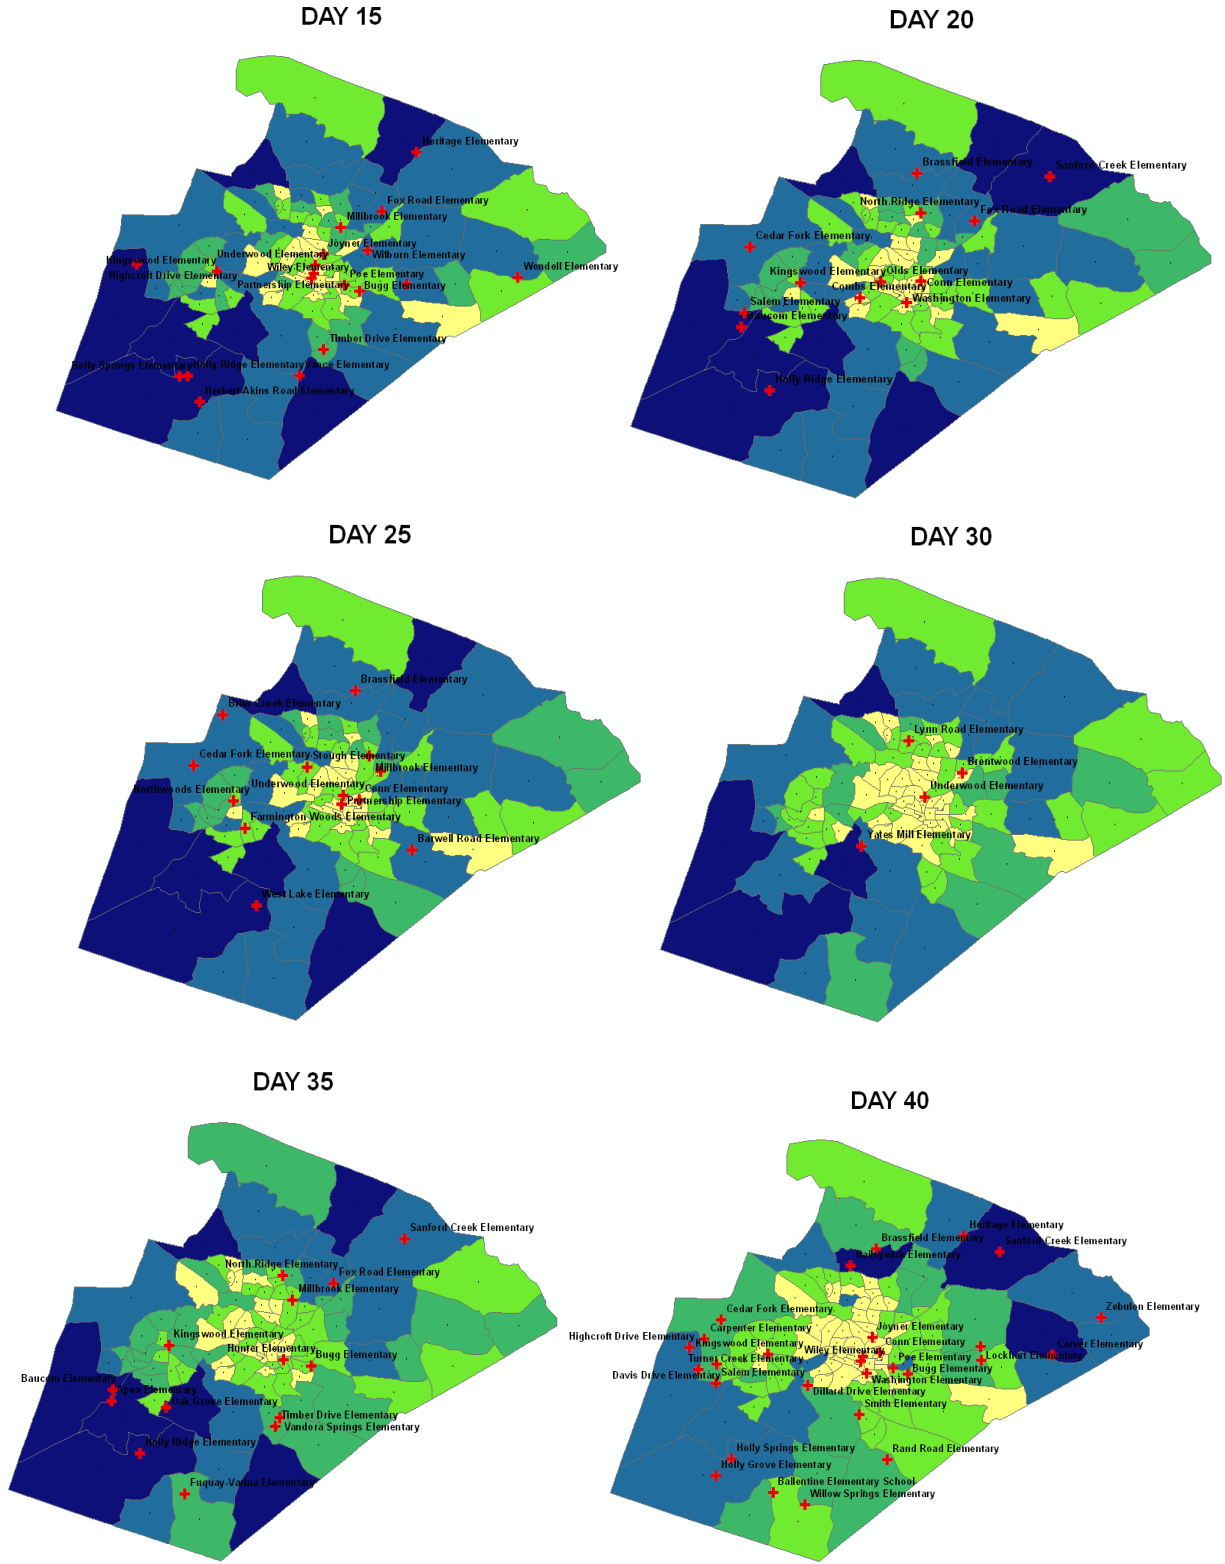 DAY 15
Heritage Elementary
Fox Road Elementary
Millbrook Elementary
Joyner Elementary
Underwood Elementary
Wilburn Elementary
Kingswood Elementary
Wiley Elementary
Highcroft Drive Elementary
Poe Elementary
Wendell Elementary
Partnership Elementary
Bugg Elementary
Timber Drive Elementary
Holly Springs Elementary
Holly Ridge Elementary
Vance Elementary
Herbert Akins Road Elementary
DAY 20
Brassfield Elementary
Sanford Creek Elementary
North Ridge Elementary
Fox Road Elementary
Cedar Fork Elementary
Kingswood Elementary
Olds Elementary
Combs Elementary
Conn Elementary
Salem Elementary
Washington Elementary
Baucom Elementary
Holly Ridge Elementary
DAY 25
Brassfield Elementary
Brier Creek Elementary
Cedar Fork Elementary
Stough Elementary
Millbrook Elementary
Underwood Elementary
Northwoods Elementary
Conn Elementary
Partnership Elementary
Farmington Woods Elementary
Barwell Road Elementary
West Lake Elementary
DAY 30
Lynn Road Elementary
Brentwood Elementary
Underwood Elementary
Yates Mill Elementary
DAY 35
Sanford Creek Elementary
North Ridge Elementary
Fox Road Elementary
Millbrook Elementary
Kingswood Elementary
Hunter Elementary
Bugg Elementary
Baucom Elementary
Apex Elementary
Oak Grove Elementary
Timber Drive Elementary
Vandora Springs Elementary
Holly Ridge Elementary
Fuquay-Varina Elementary
DAY 40
Heritage Elementary
Brassfield Elementary
Sanford Creek Elementary
Baileywick Elementary
Zebulon Elementary
Cedar Fork Elementary
Carpenter Elementary
Joyner Elementary
Highcroft Drive Elementary
Kingswood Elementary
Conn Elementary
Carver Elementary
Wiley Elementary
Turner Creek Elementary
Poe Elementary
Lockhart Elementary
Davis Drive Elementary
Salem Elementary
Bugg Elementary
Washington Elementary
Dillard Drive Elementary
Smith Elementary
Holly Springs Elementary
Rand Road Elementary
Holly Grove Elementary
Ballentine Elementary School
Willow Springs Elementary